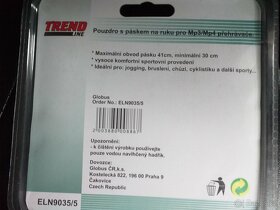 TREND
INC
Pouzdro s páskem na ruku pro Mp3/Mp4 přehrávače
• Maximální obvod pásku 41cm, minimální 30 cm
• vysoce komfortní sportovní provedení
• Ideální pro: jogging, bruslení, chůzi, cyklistiku a další sporty...
Globus
Order No.: ELN9035/5
2003880008867
Upozornění:
- k čištění výrobku používejte
pouze vodou navlhčený hadřík.
Dovozce:
Globus ČR,k.s.
Kostelecká 822, 196 00 Praha 9
Čakovice
Czech Republic
ELN9035/5